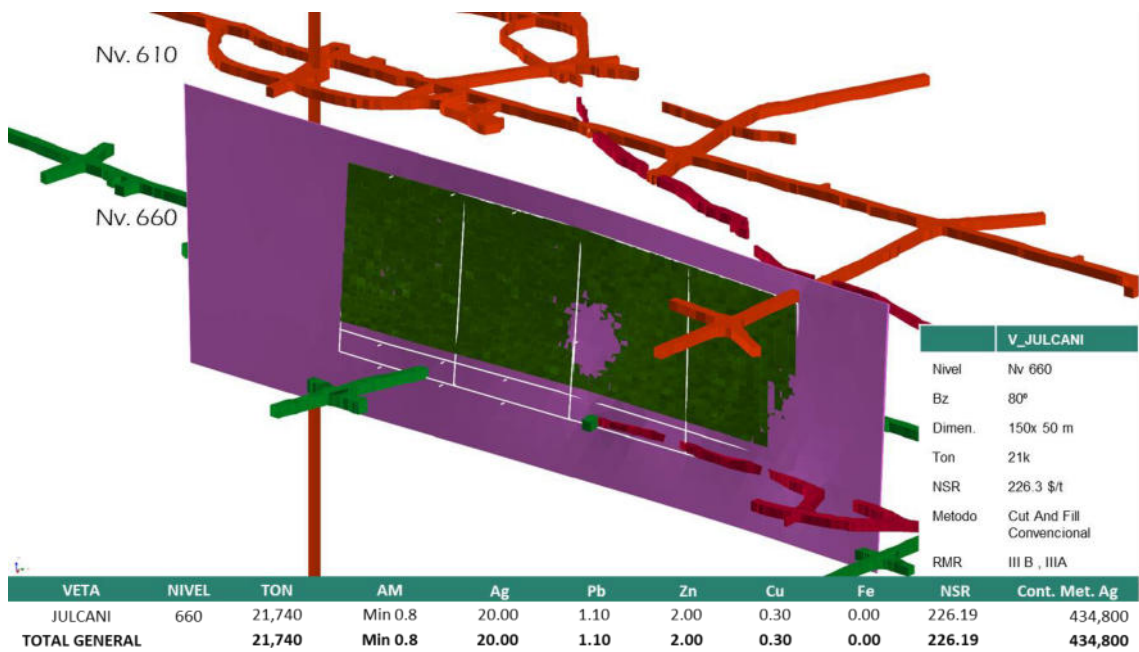 Nv. 610
Nv. 660
V_JULCANI
Nivel Nv 660
Bz 80º
Dimen. 150x 50 m
Ton 21k
NSR 226.3 $/t
Metodo Cut And Fill
Convencional
RMR III B , IIIA
VETA NIVEL TON AM Ag Pb Zn Cu Fe NSR Cont. Met. Ag
JULCANI 660 21,740 Min 0.8 20.00 1.10 2.00 0.30 0.00 226.19 434,800
TOTAL GENERAL 21,740 Min 0.8 20.00 1.10 2.00 0.30 0.00 226.19 434,800